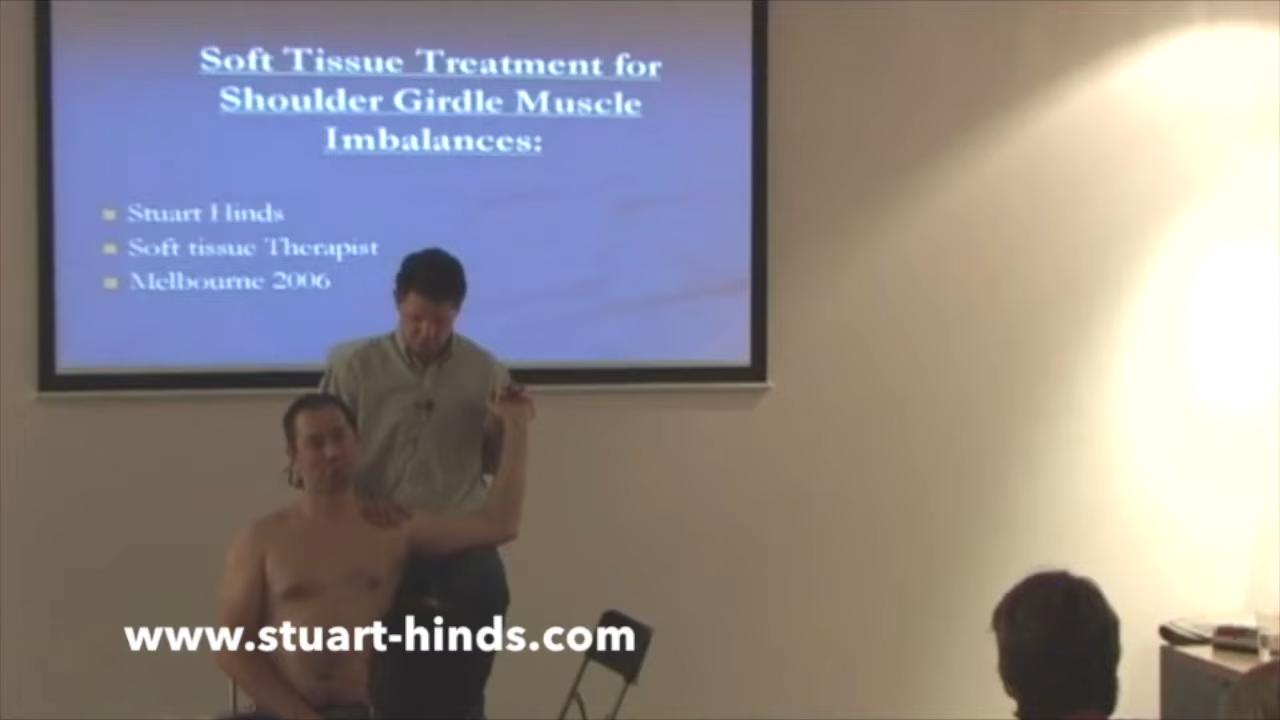 Soft Tissue Treatment for
Shoulder Girdle Muscle
Imbalances:
Stuart Hinds
Soft tissue Therapist
Melbourne 2006
www.stuart-hinds.com